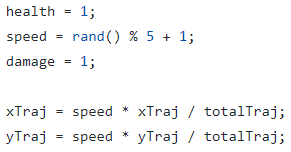 health = 1;
speed = rand() % 5 + 1;
damage = 1;
xTraj = speed * xTraj / totalTraj;
yTraj = speed * yTraj / totalTraj;